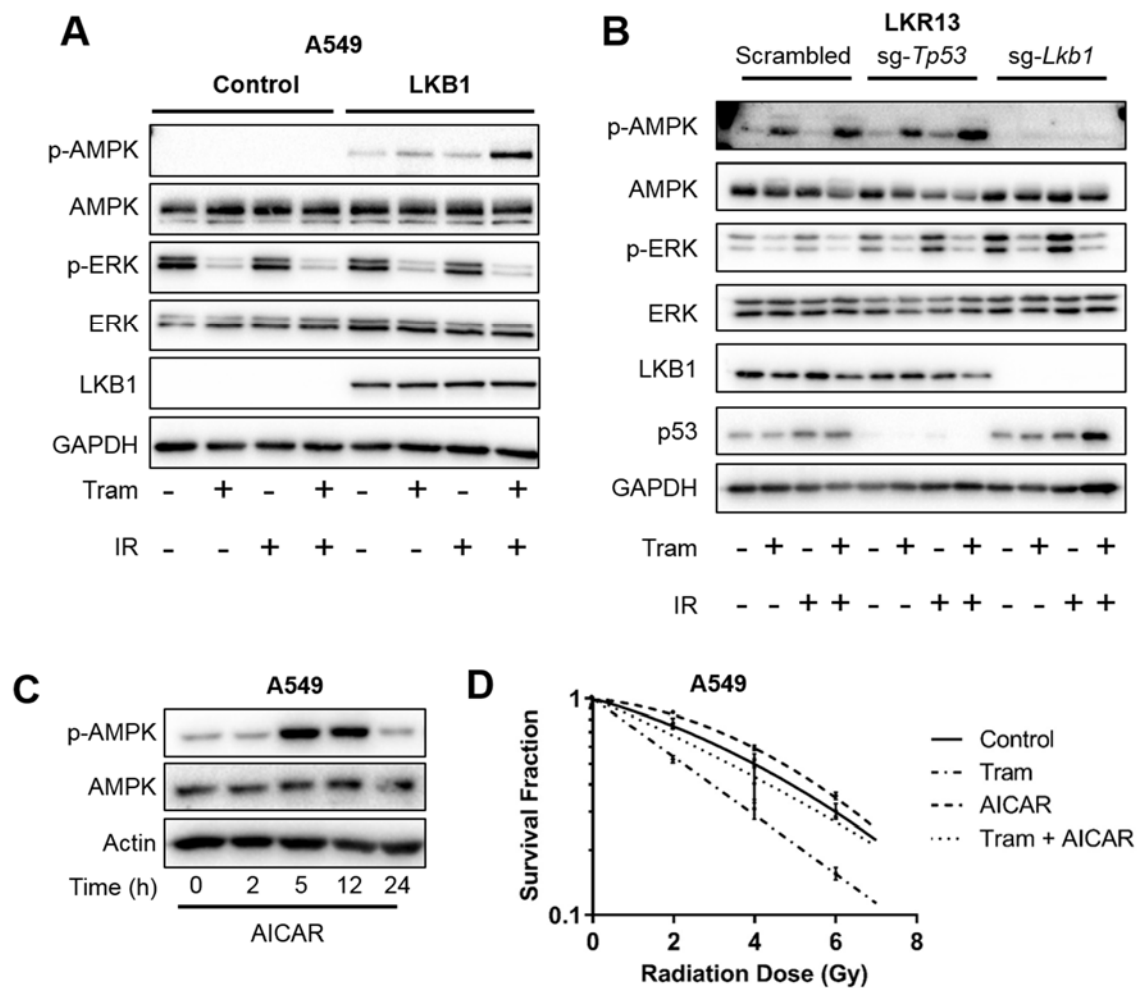 A
A549
Control LKB1
p-AMPK
AMPK
p-ERK
ERK
LKB1
GAPDH
Tram - + - + - + - +
IR - - + + - - + +
B
LKR13
Scrambled sg-Tp53 sg-Lkb1
p-AMPK
AMPK
p-ERK
ERK
LKB1
p53
GAPDH
Tram - + - + - + - + - + - +
IR - - + + - - + + - - + +
C
A549
p-AMPK
AMPK
Actin
Time (h) 0 2 5 12 24
AICAR
D
A549
Survival Fraction
1
0.1
0 2 4 6 8
Radiation Dose (Gy)
Control
Tram
AICAR
Tram + AICAR